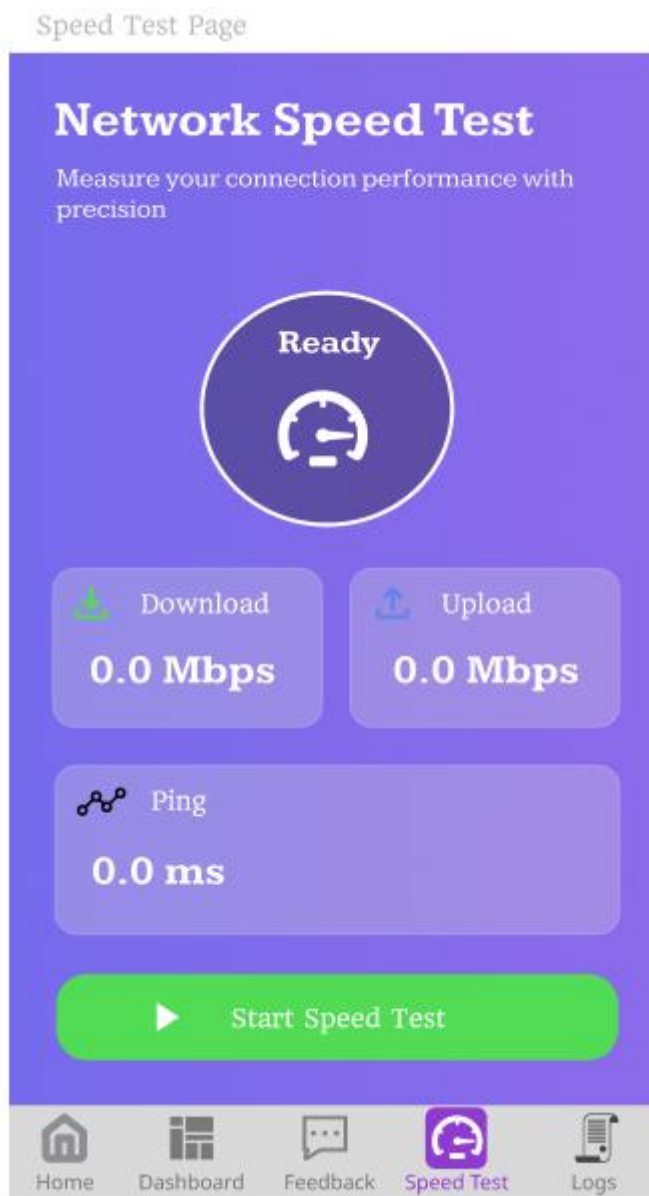 Speed Test Page
Network Speed Test
Measure your connection performance with
precision
Ready
Download
0.0 Mbps
Upload
0.0 Mbps
Ping
0.0 ms
Start Speed Test
Home
Dashboard
Feedback
Speed Test
Logs